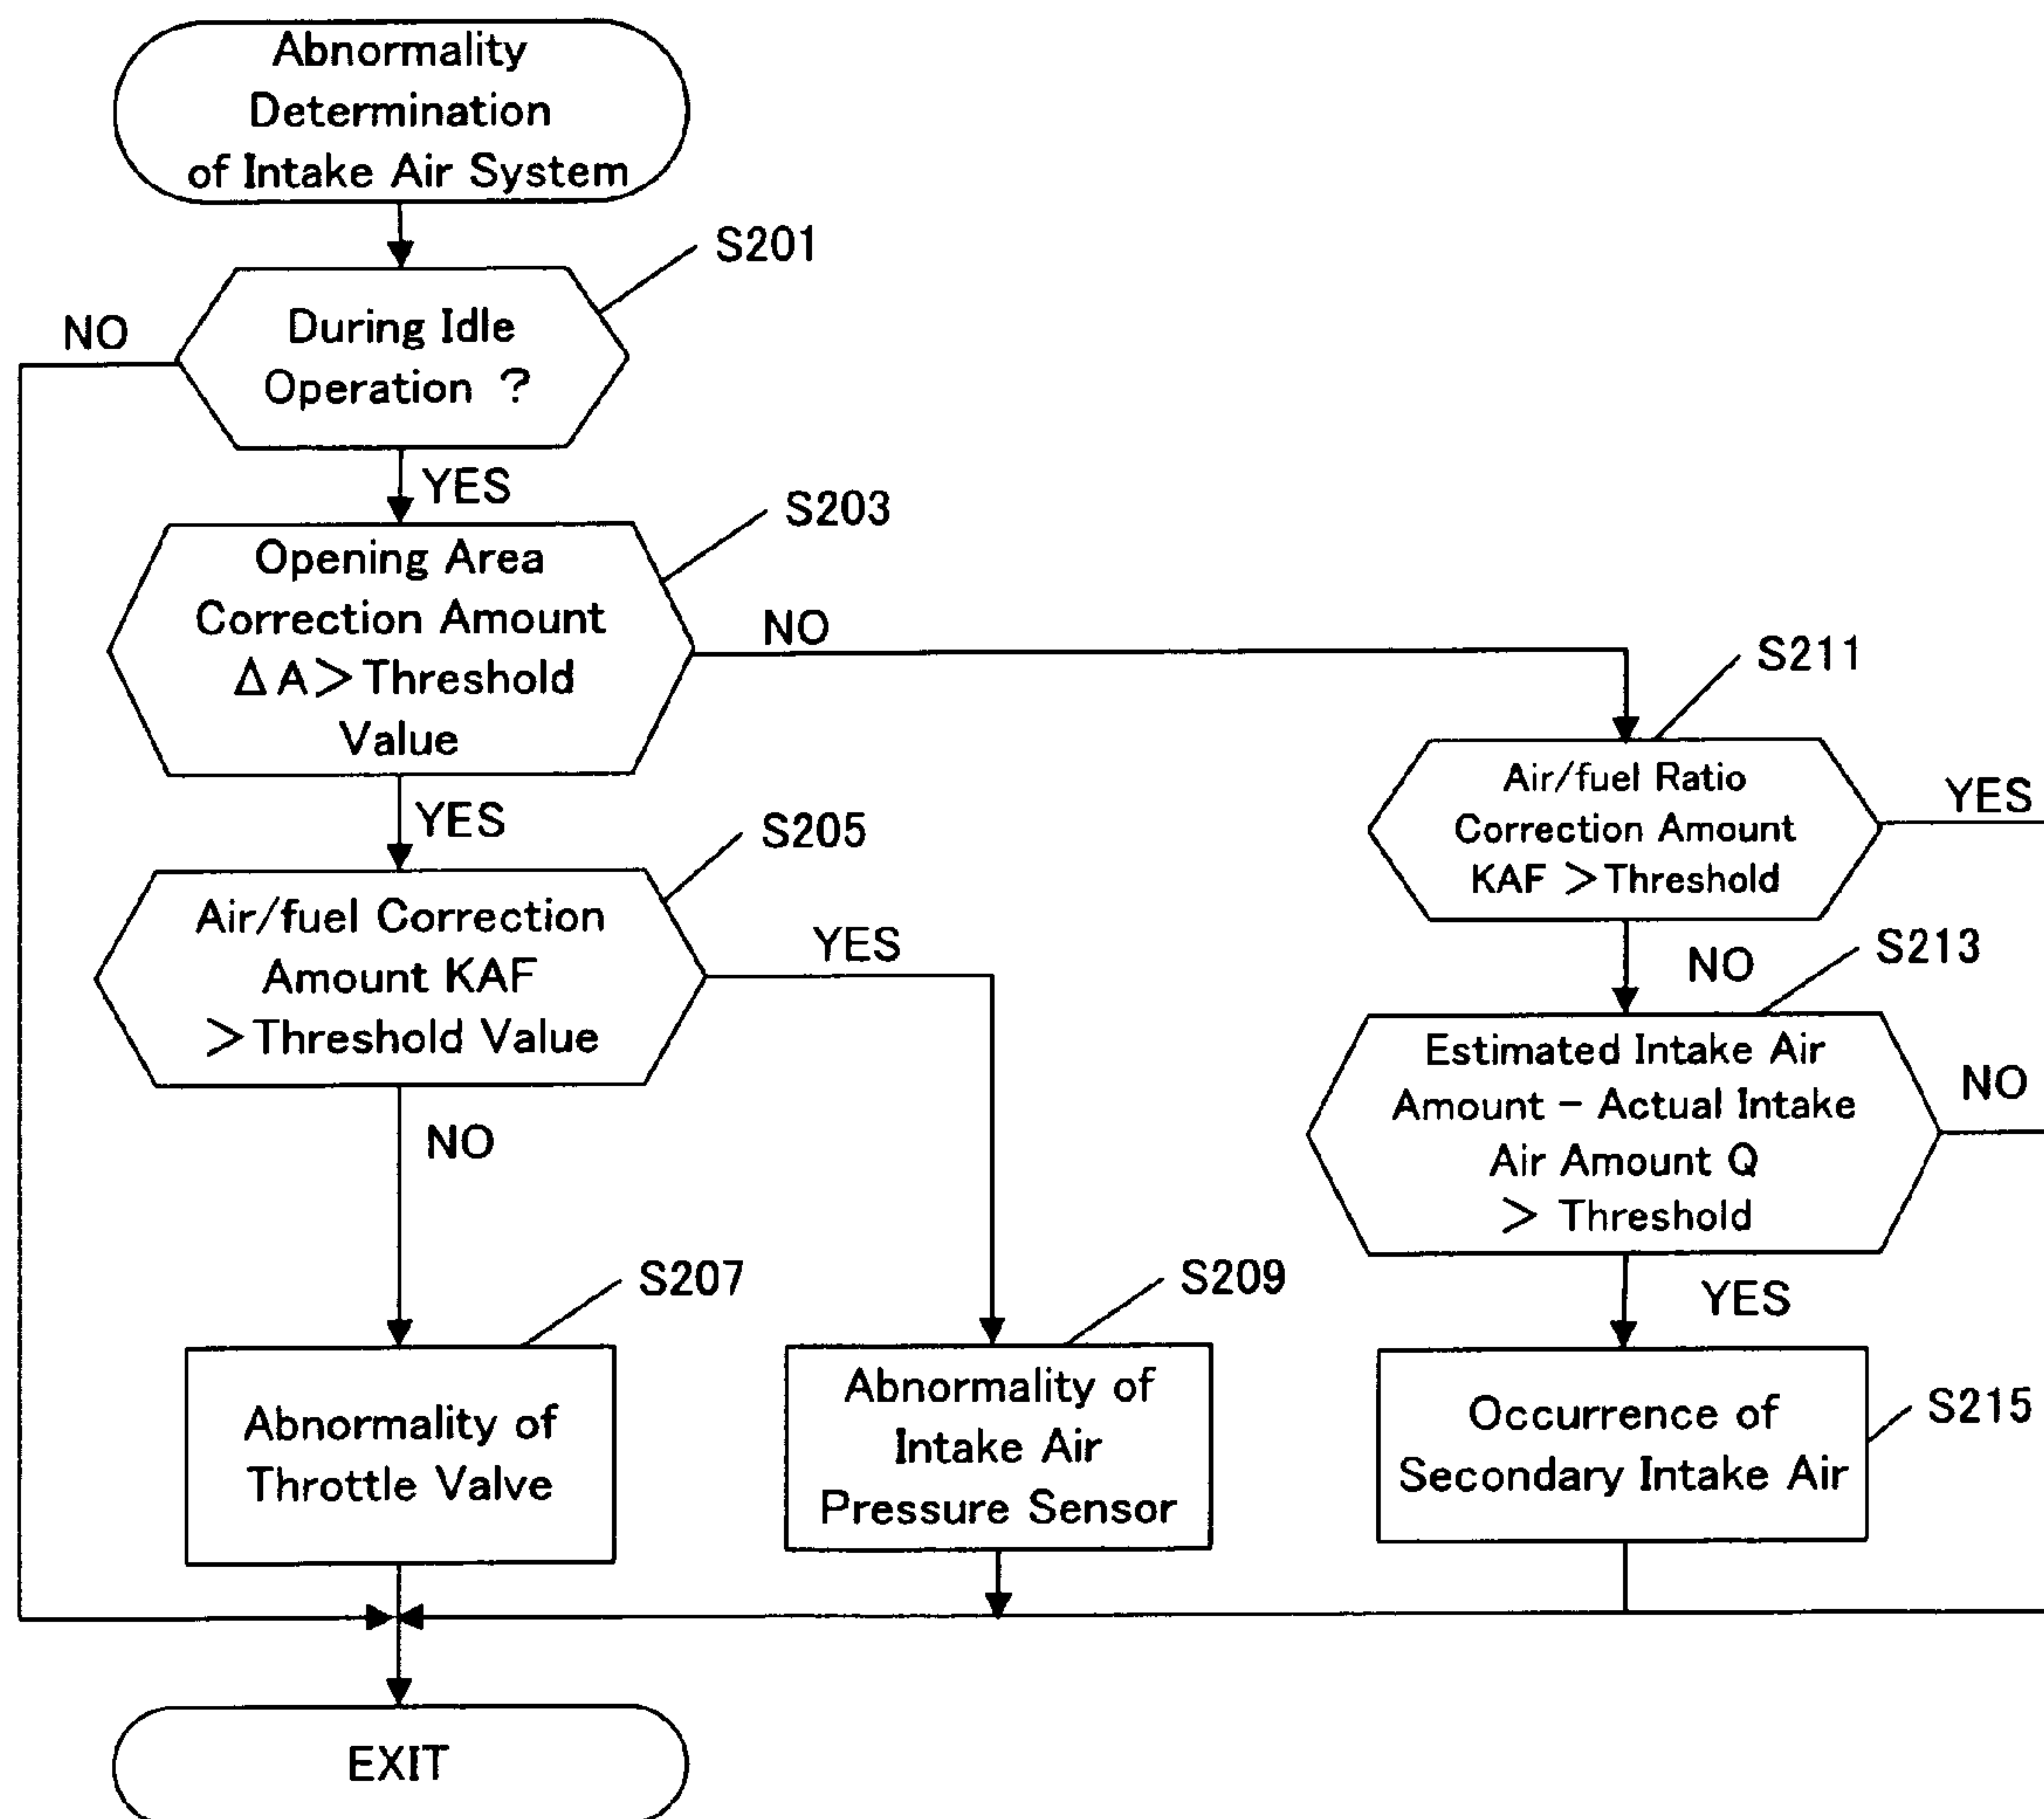 Abnormality
Determination
of Intake Air System
S201
NO
During Idle
Operation ?
YES
S203
Opening Area
Correction Amount
Δ A＞Threshold
Value
NO
S211
Air/fuel Ratio
Correction Amount
KAF ＞Threshold
YES
YES
S205
Air/fuel Correction
Amount KAF
＞Threshold Value
YES
NO
S213
Estimated Intake Air
Amount − Actual Intake
Air Amount Q
＞ Threshold
NO
NO
YES
S207
Abnormality of
Throttle Valve
S209
Abnormality of
Intake Air
Pressure Sensor
S215
Occurrence of
Secondary Intake Air
EXIT